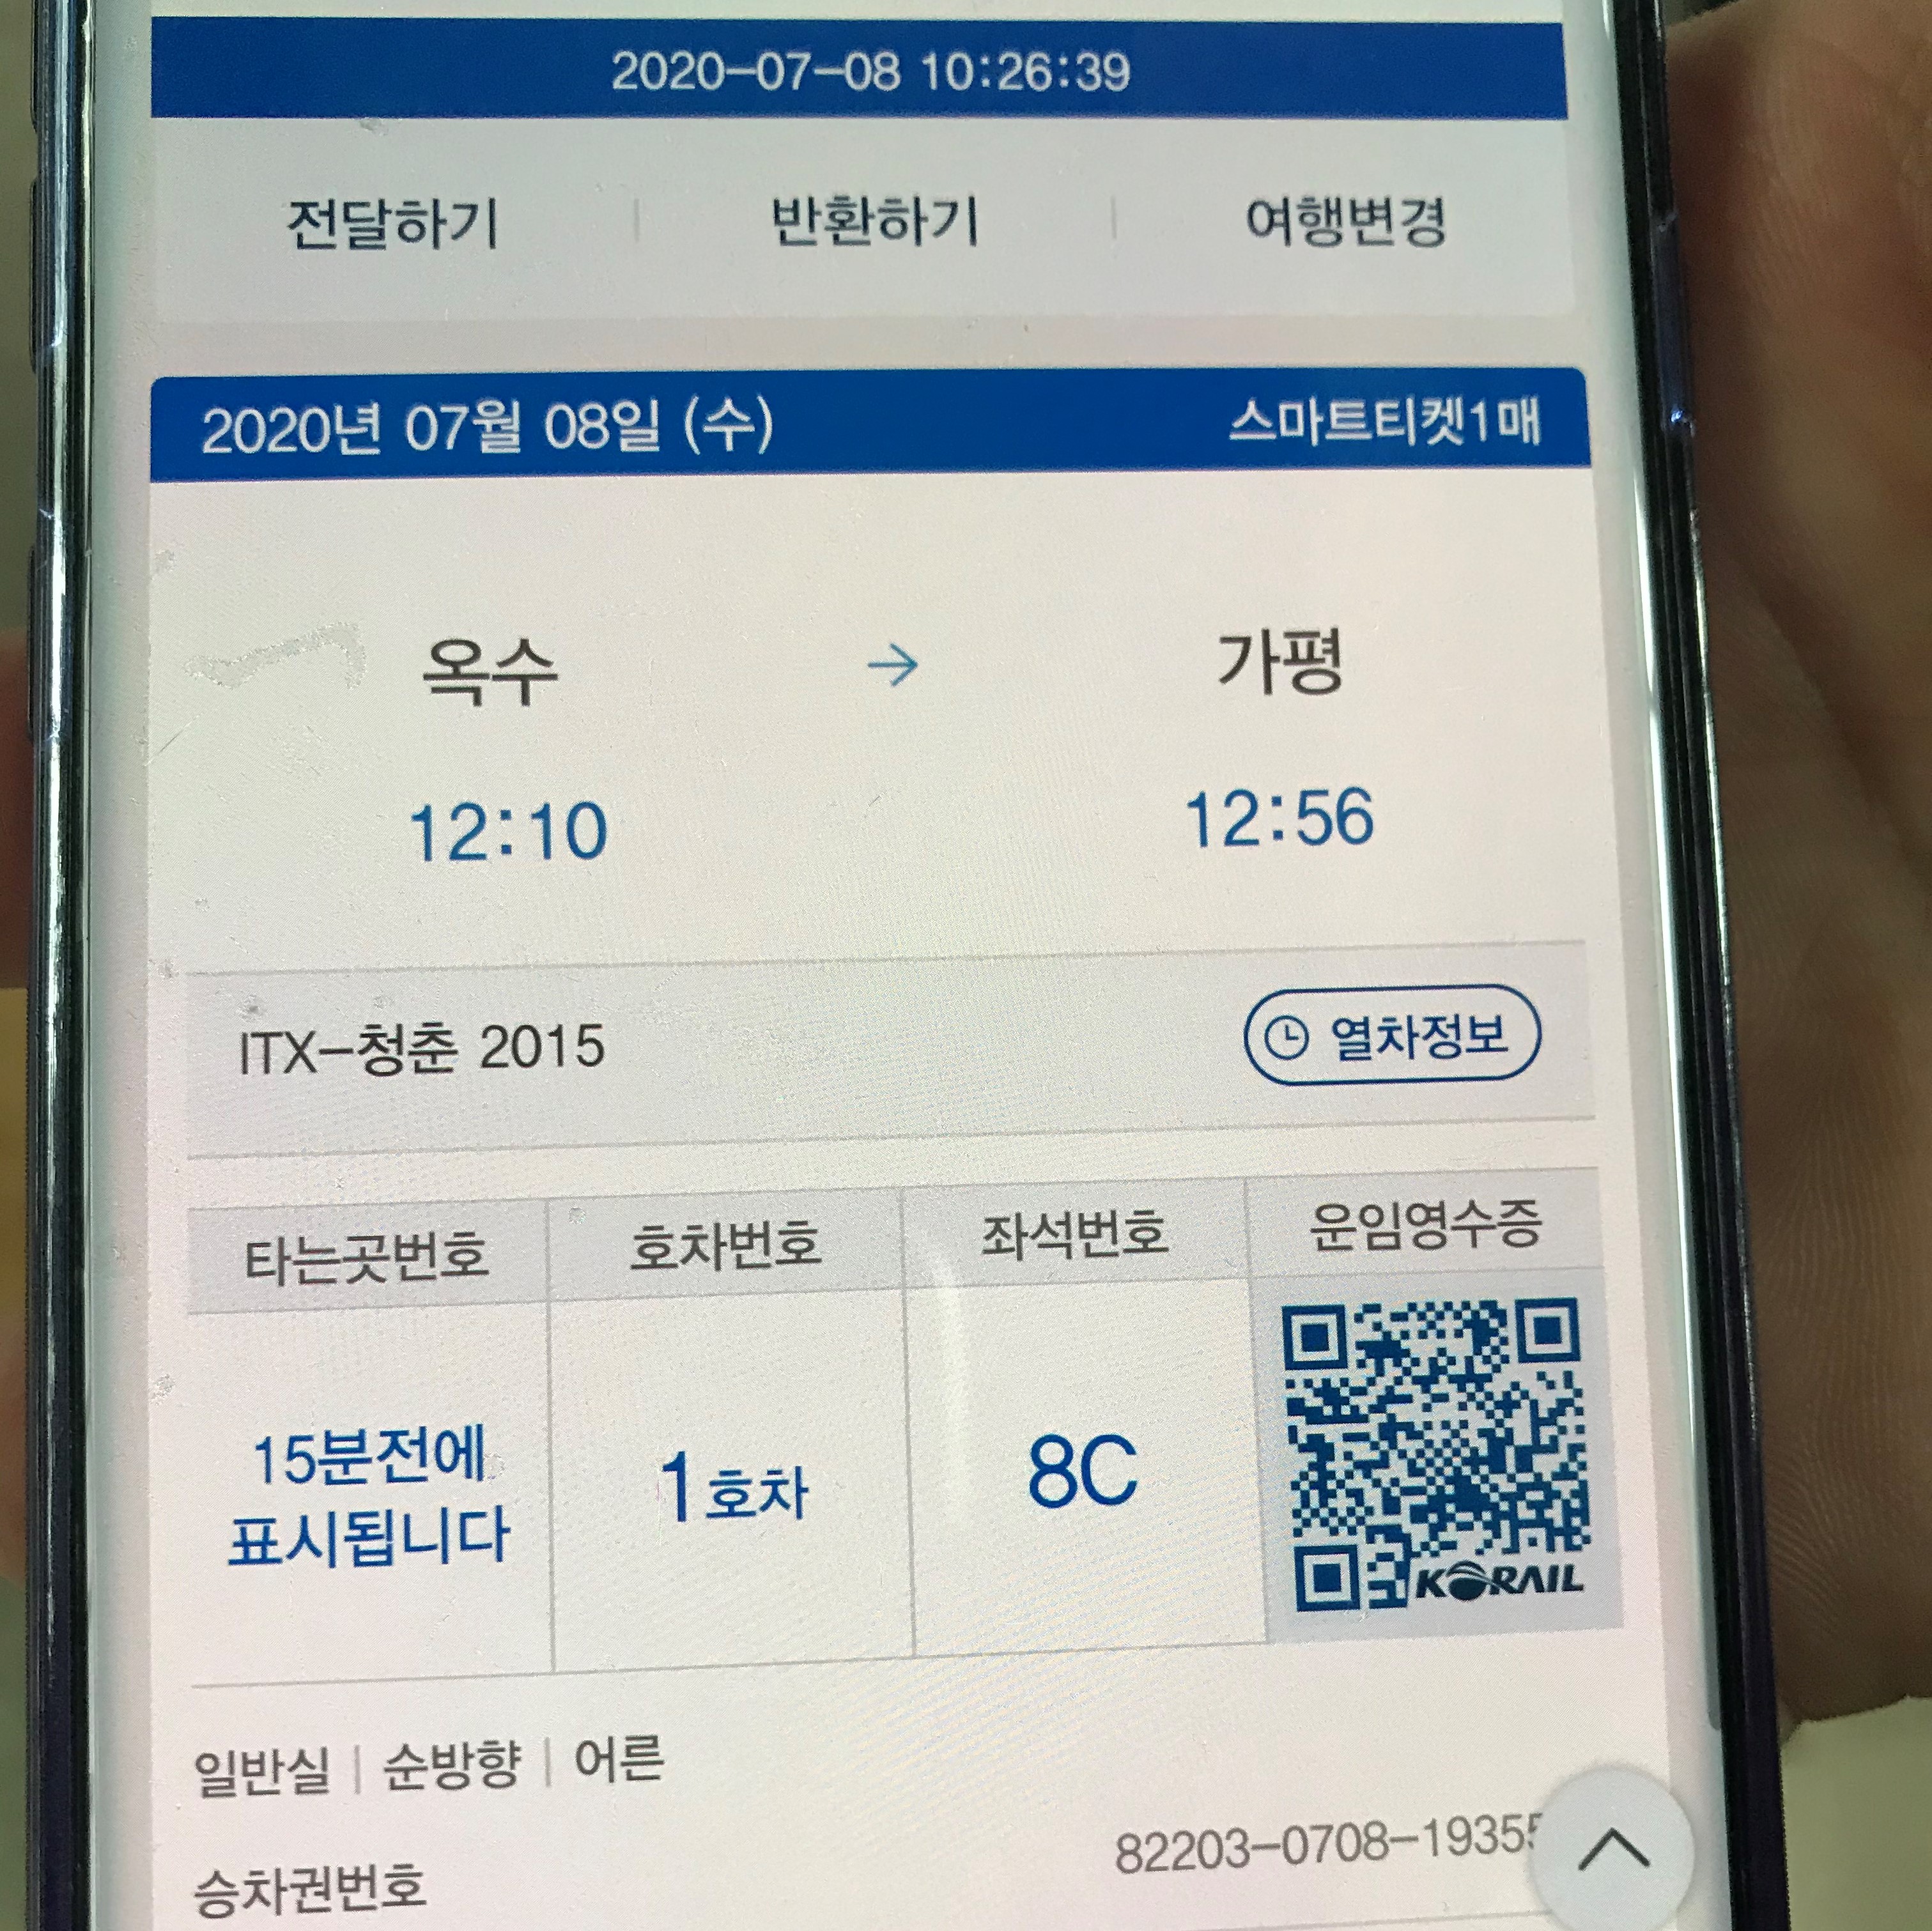 2020-07-08 10:26:39
전달하기 반환하기 여행변경
2020년 07월 08일 (수) 스마트티켓1매
옥수 → 가평
12:10 12:56
ITX-청춘 2015 열차정보
타는곳번호 호차번호 좌석번호 운임영수증
15분전에
표시됩니다
1호차 8C
KORAIL
일반실 | 순방향 | 어른
승차권번호